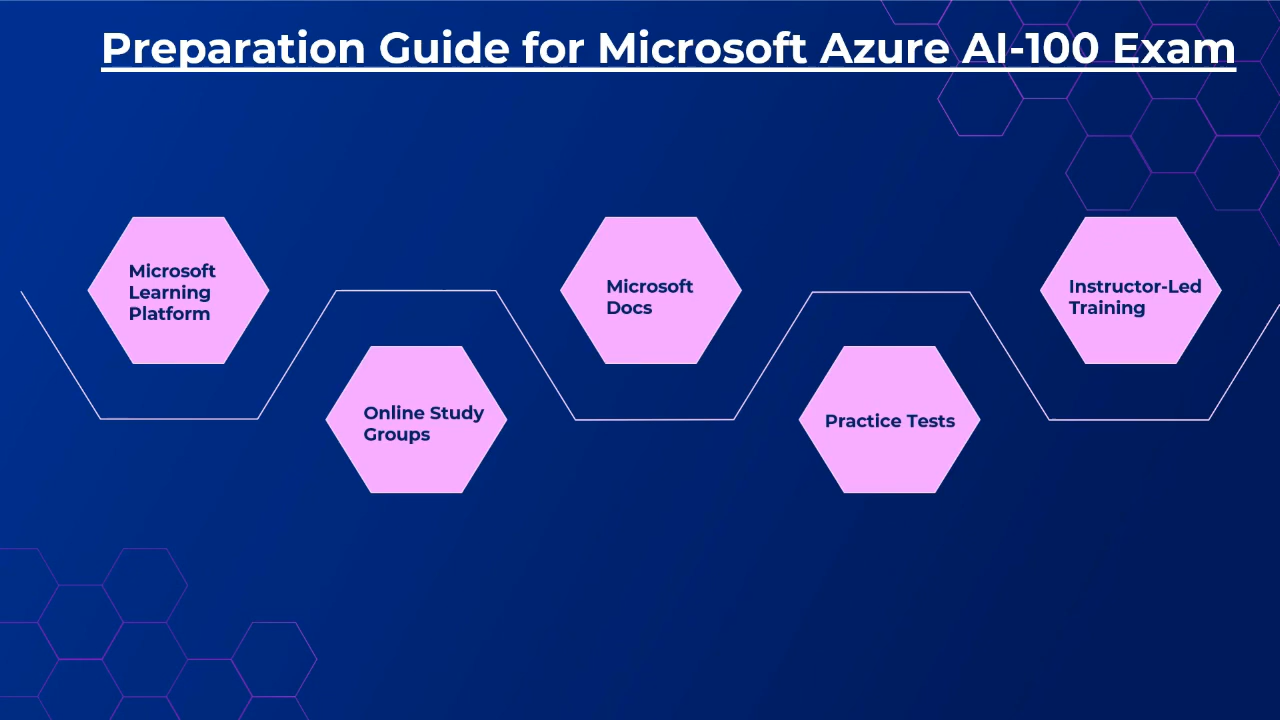 Preparation Guide for Microsoft Azure AI-100 Exam
Microsoft
Learning
Platform
Online Study
Groups
Microsoft
Docs
Practice Tests
Instructor-Led
Training